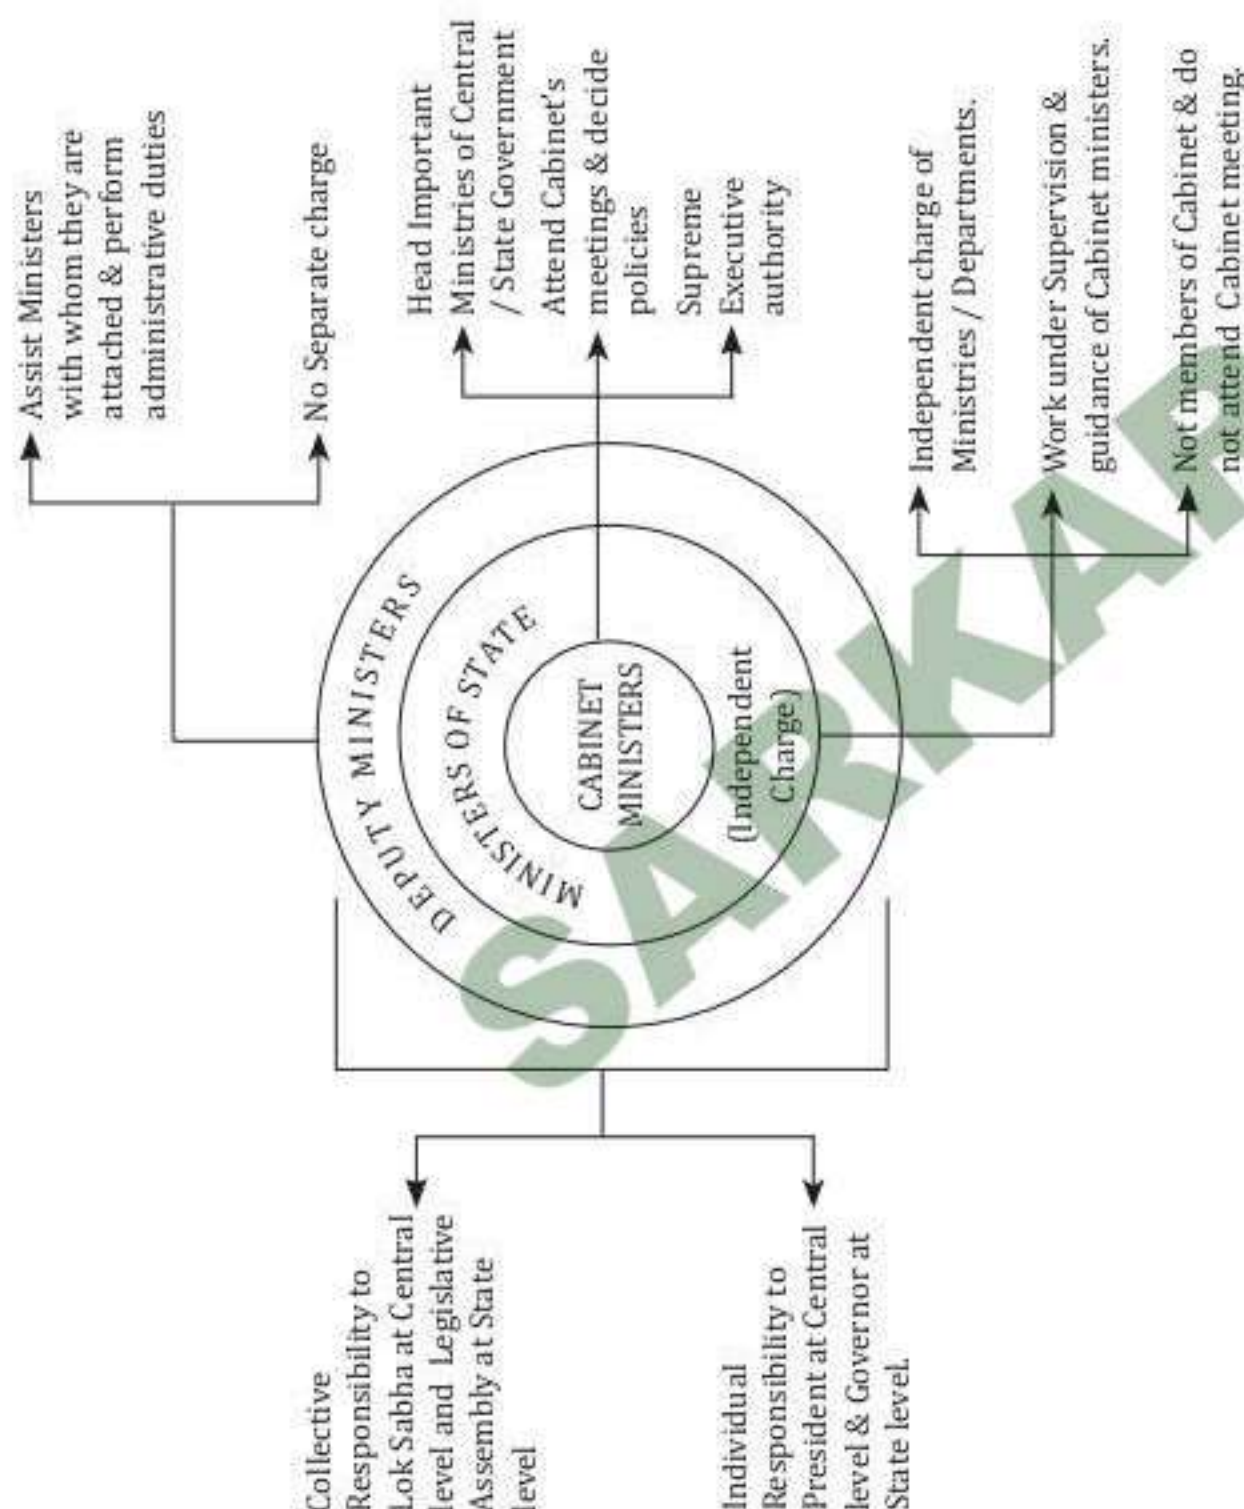 Assist Ministers
with whom they are
attached & perform
administrative duties
No Separate charge
Head Important
Ministries of Central
/ State Government
Attend Cabinet's
meetings & decide
policies
Supreme
Executive
authority
Independent charge of
Ministries / Departments.
Work under Supervision &
guidance of Cabinet ministers.
Not members of Cabinet & do
not attend Cabinet meeting.
DEPUTY MINISTERS
MINISTERS OF STATE
CABINET
MINISTERS
(Independent
Charge)
Collective
Responsibility to
Lok Sabha at Central
level and Legislative
Assembly at State
level
Individual
Responsibility to
President at Central
level & Governor at
State level.
SARKAR